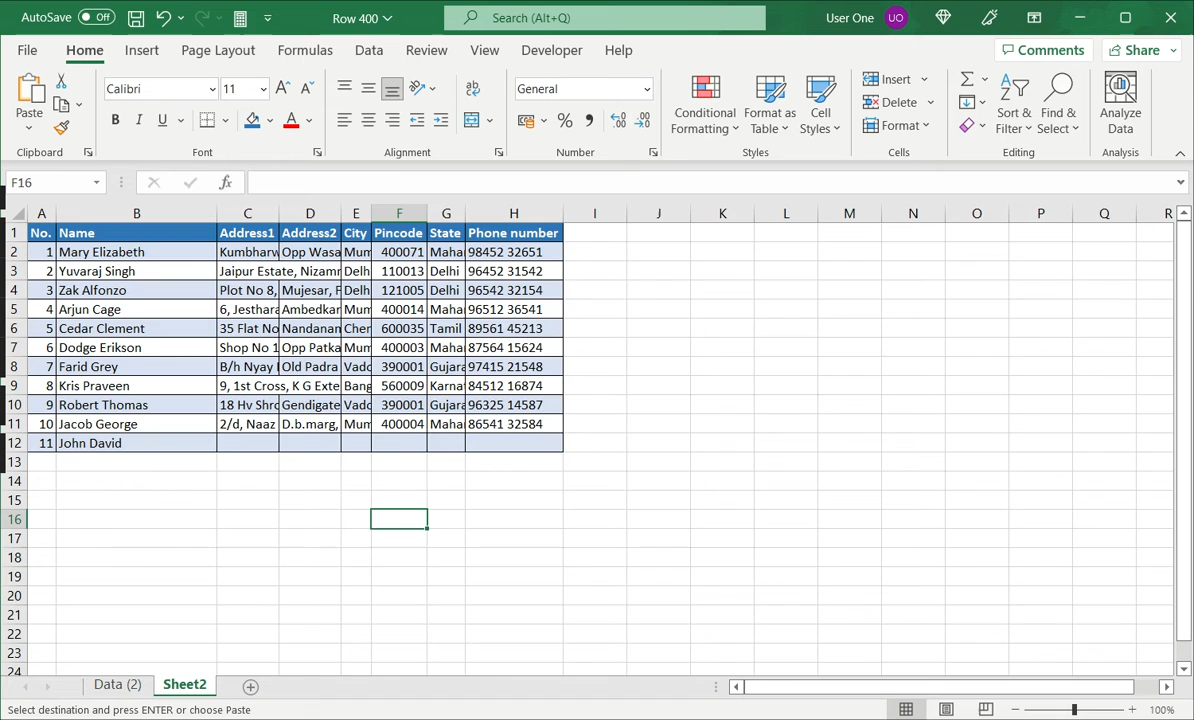 AutoSave Off Row 400 Search (Alt+Q) User One UO
File Home Insert Page Layout Formulas Data Review View Developer Help Comments Share
Paste Calibri 11 General Conditional Formatting Format as Table Cell Styles Insert Delete Format Sort & Filter Find & Select Analyze Data
Clipboard Font Alignment Number Styles Cells Editing Analysis
F16 fx
A B C D E F G H I J K L M N O P Q R
1 No. Name Address1 Address2 City Pincode State Phone number
2 1 Mary Elizabeth Kumbharw Opp Wasa Mum 400071 Mahar 98452 32651
3 2 Yuvaraj Singh Jaipur Estate, Nizamr Delh 110013 Delhi 96452 31542
4 3 Zak Alfonzo Plot No 8, Mujesar, F Delh 121005 Delhi 96542 32154
5 4 Arjun Cage 6, Jesthara Ambedkar Mum 400014 Mahar 96512 36541
6 5 Cedar Clement 35 Flat No Nandanan Cher 600035 Tamil 89561 45213
7 6 Dodge Erikson Shop No 1 Opp Patka Mum 400003 Mahar 87564 15624
8 7 Farid Grey B/h Nyay Old Padra Vado 390001 Gujara 97415 21548
9 8 Kris Praveen 9, 1st Cross, K G Exte Bang 560009 Karnat 84512 16874
10 9 Robert Thomas 18 Hv Shro Gendigate Vado 390001 Gujara 96325 14587
11 10 Jacob George 2/d, Naaz D.b.marg, Mum 400004 Mahar 86541 32584
12 11 John David
13
14
15
16
17
18
19
20
21
22
23
24
Data (2) Sheet2
Select destination and press ENTER or choose Paste 100%